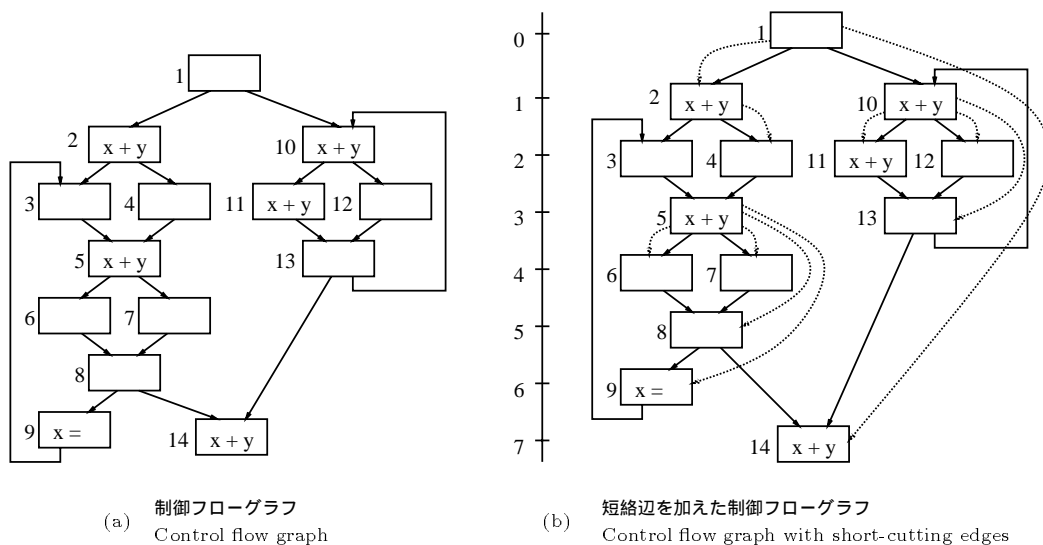 1
2
x + y
10
x + y
3
4
11
x + y
12
5
x + y
13
6
7
8
9
x =
14
x + y
(a)
制御フローグラフ
Control flow graph
0
1
2
3
4
5
6
7
1
2
x + y
10
x + y
3
4
11
x + y
12
5
x + y
13
6
7
8
9
x =
14
x + y
(b)
短絡辺を加えた制御フローグラフ
Control flow graph with short-cutting edges